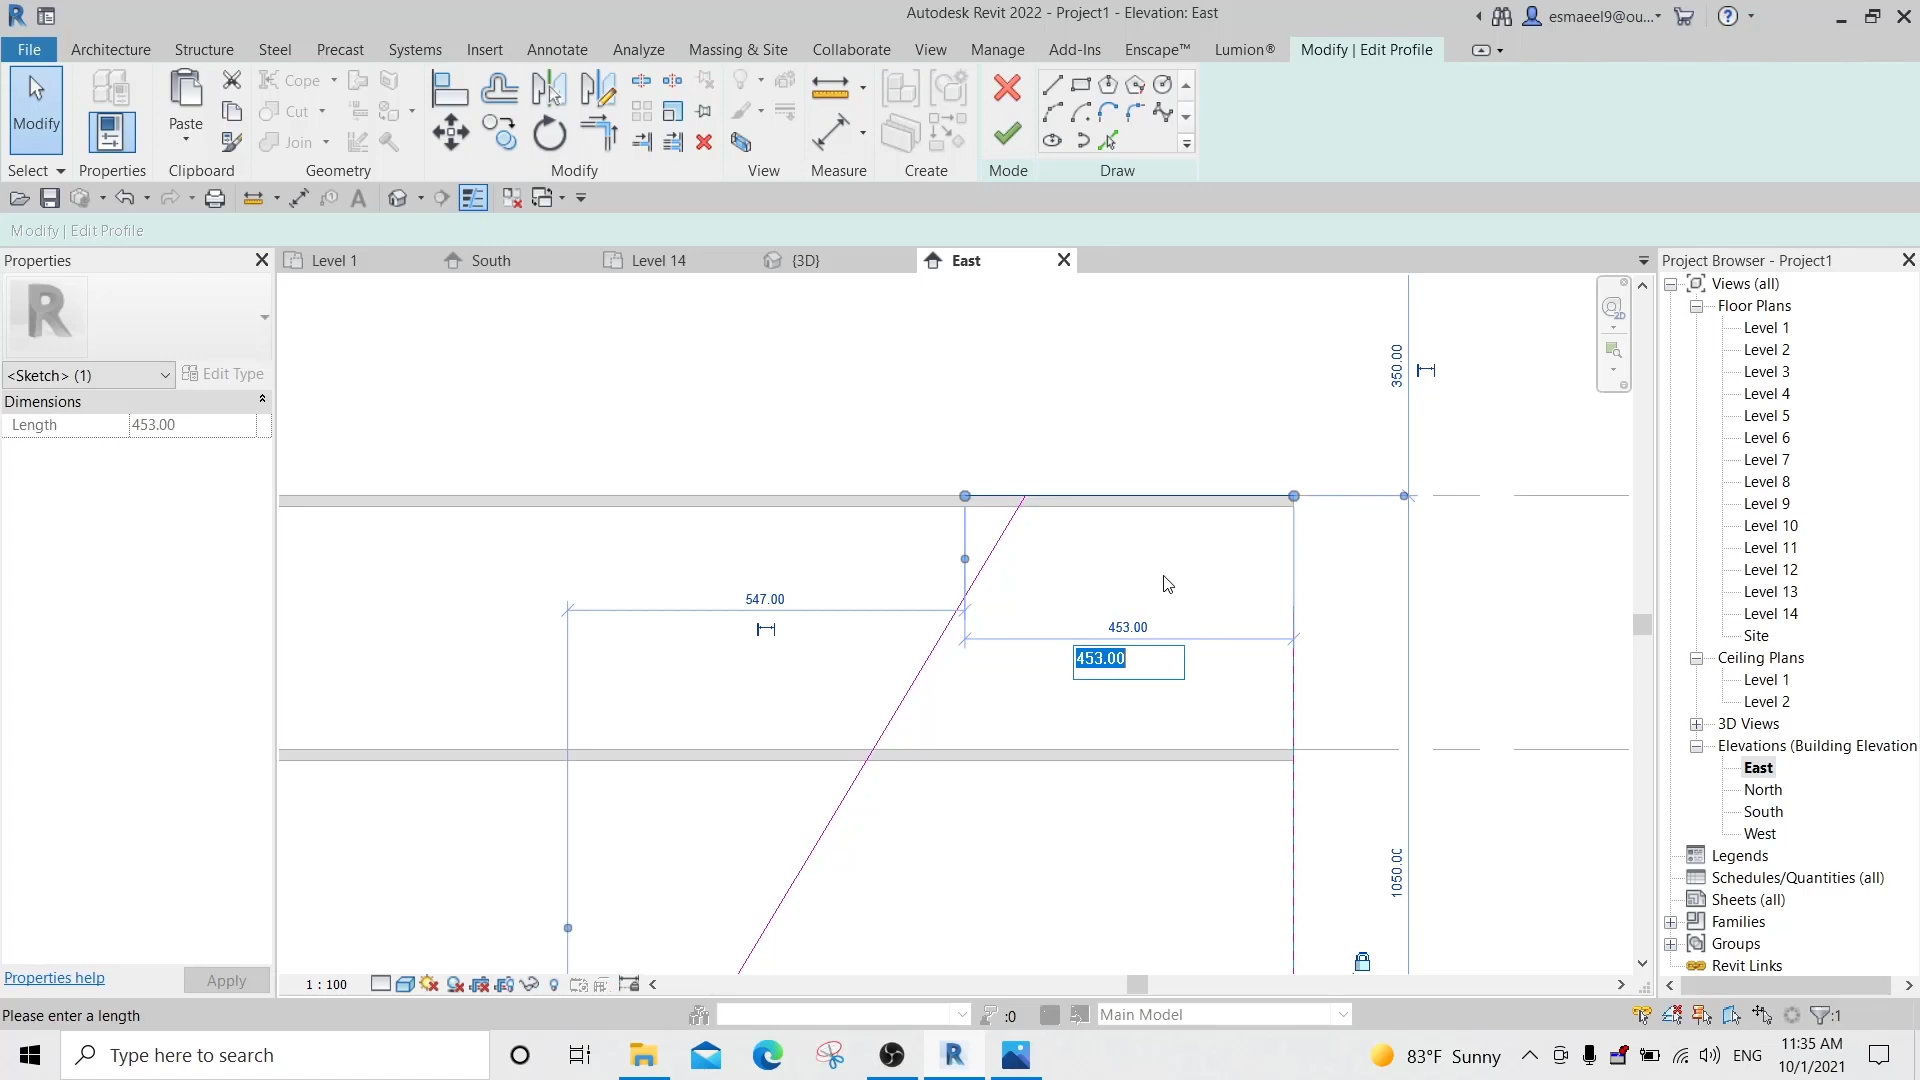 Autodesk Revit 2022 - Project1 - Elevation: East
esmaeel9@ou...
File Architecture Structure Steel Precast Systems Insert Annotate Analyze Massing & Site Collaborate View Manage Add-Ins Enscape™ Lumion® Modify | Edit Profile
Modify
Paste
Cope
Cut
Join
Select Properties Clipboard Geometry Modify View Measure Create Mode Draw
Modify | Edit Profile
Properties
Level 1 South Level 14 {3D} East
Project Browser - Project1
R
<Sketch> (1)
Edit Type
Dimensions
Length 453.00
Properties help
Apply
350.00
547.00
453.00
453.00
1050.00
2D
Views (all)
Floor Plans
Level 1
Level 2
Level 3
Level 4
Level 5
Level 6
Level 7
Level 8
Level 9
Level 10
Level 11
Level 12
Level 13
Level 14
Site
Ceiling Plans
Level 1
Level 2
3D Views
Elevations (Building Elevation
East
North
South
West
Legends
Schedules/Quantities (all)
Sheets (all)
Families
Groups
Revit Links
1 : 100
Please enter a length
:0
Main Model
:1
Type here to search
83°F Sunny
ENG
11:35 AM
10/1/2021